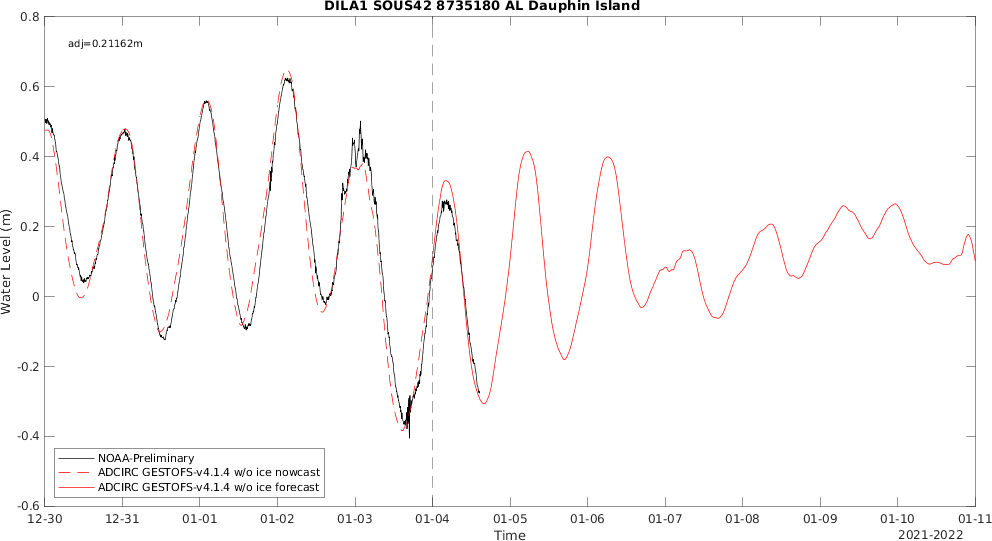 DILA1 SOUS42 8735180 AL Dauphin Island
adj=0.21162m
0.8
0.6
0.4
0.2
0
-0.2
-0.4
-0.6
Water Level (m)
NOAA-Preliminary
ADCIRC GESTOFS-v4.1.4 w/o ice nowcast
ADCIRC GESTOFS-v4.1.4 w/o ice forecast
12-30 12-31 01-01 01-02 01-03 01-04 01-05 01-06 01-07 01-08 01-09 01-10 01-11
Time
2021-2022